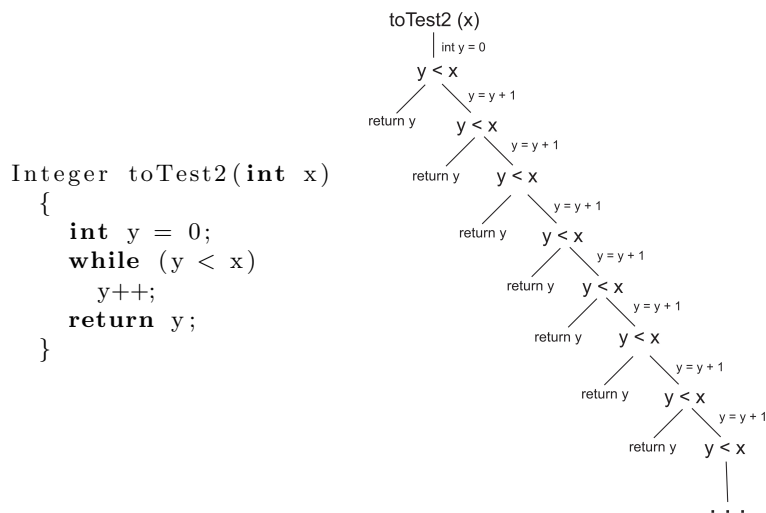 Integer toTest2(int x)
{
int y = 0;
while (y < x)
y++;
return y;
}
toTest2 (x)
int y = 0
y < x
y = y + 1
return y
y < x
y = y + 1
return y
y < x
y = y + 1
return y
y < x
y = y + 1
return y
y < x
y = y + 1
return y
y < x
y = y + 1
return y
y < x
y = y + 1
return y
y < x
. . .